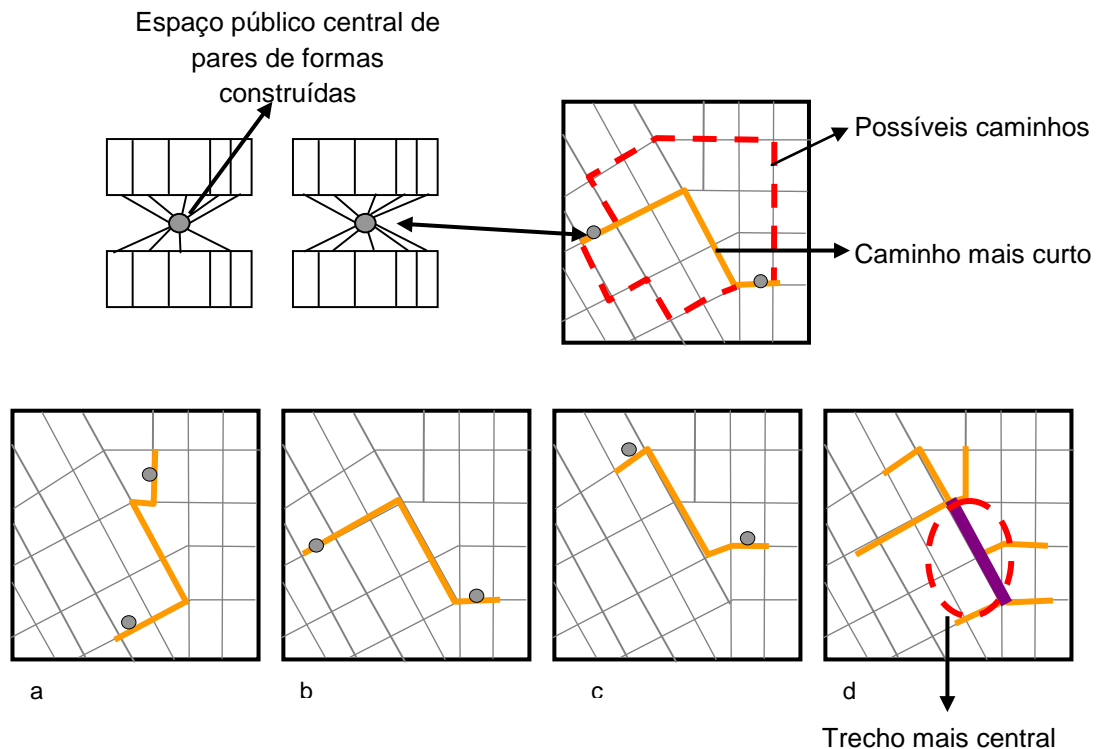 Espaço público central de
pares de formas
construídas
Possíveis caminhos
Caminho mais curto
a
b
c
d
Trecho mais central